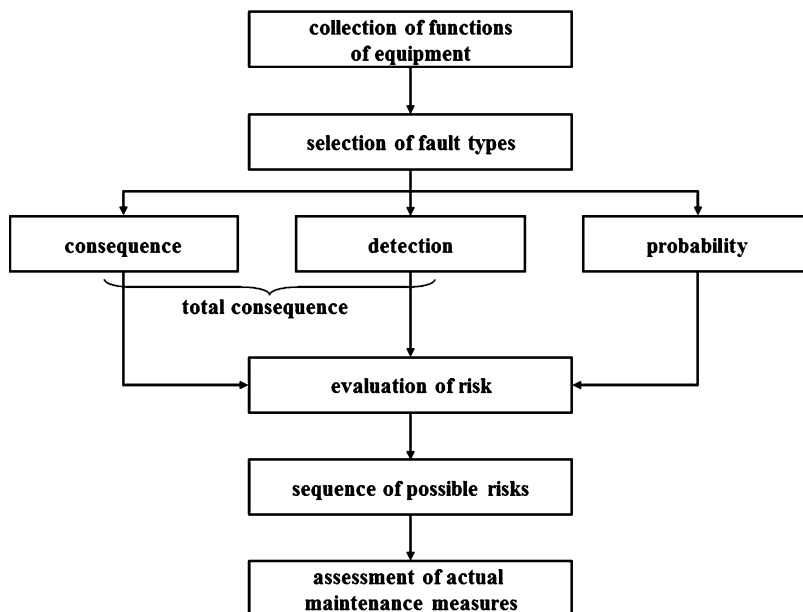 collection of functions
of equipment
selection of fault types
consequence
detection
probability
total consequence
evaluation of risk
sequence of possible risks
assessment of actual
maintenance measures